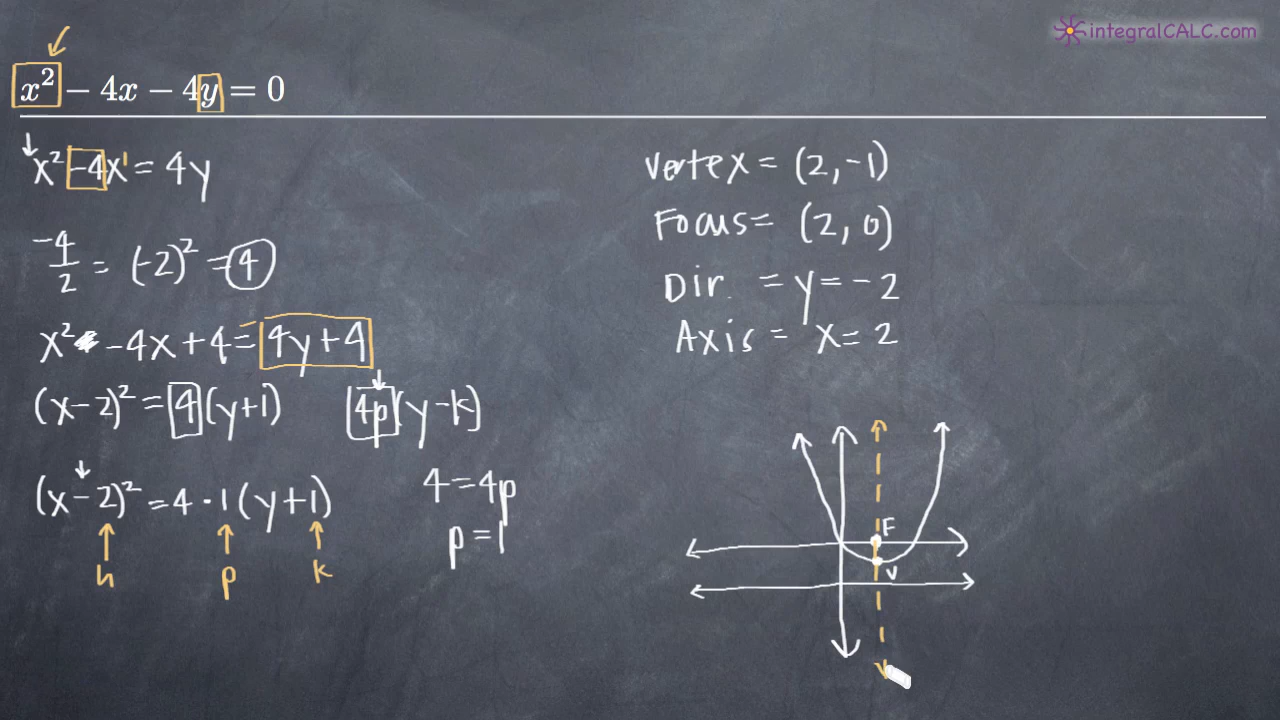 integralCALC.com
x² − 4x − 4y = 0
x² -4x¹ = 4y
-4/2 = (-2)² = 4
x² -4x + 4 = 4y + 4
(x-2)² = 4(y+1)
4p(y-k)
(x-2)² = 4·1(y+1)
h p k
4 = 4p
p = 1
Vertex = (2,-1)
Focus = (2, 0)
Dir. = y = -2
Axis = x = 2
F
V